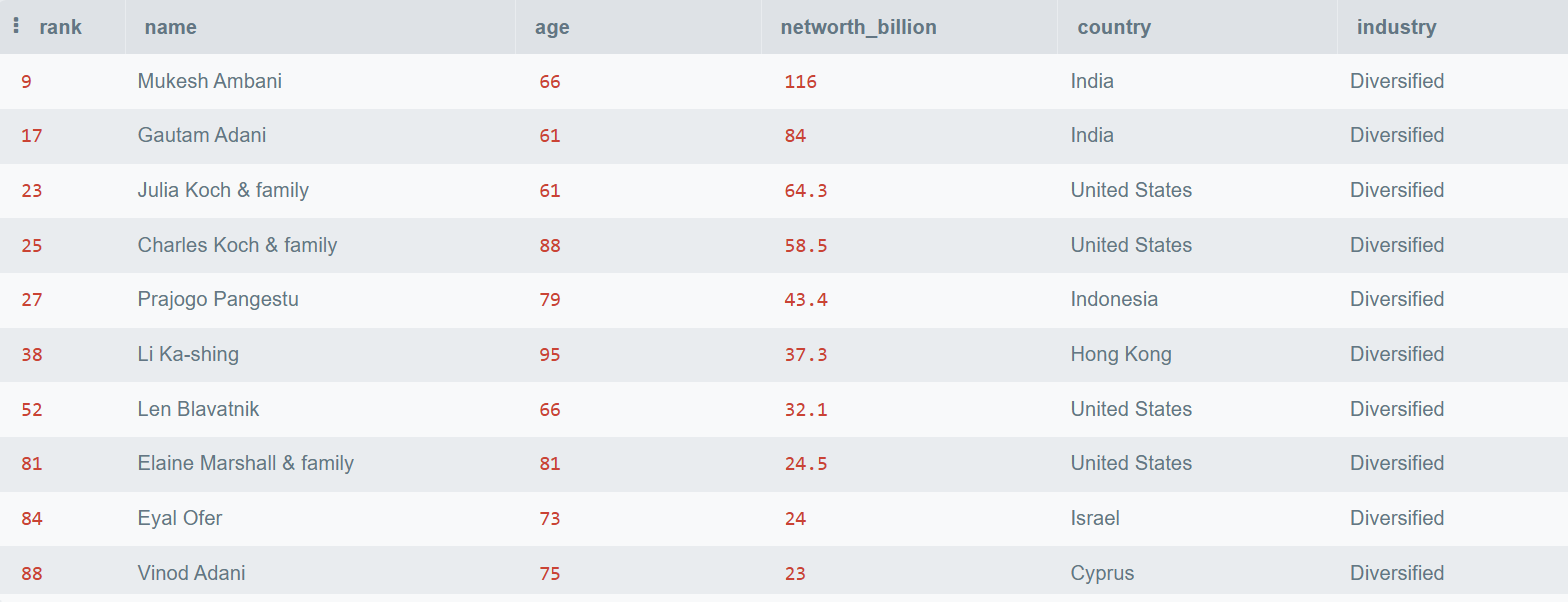 rank name age networth_billion country industry
9 Mukesh Ambani 66 116 India Diversified
17 Gautam Adani 61 84 India Diversified
23 Julia Koch & family 61 64.3 United States Diversified
25 Charles Koch & family 88 58.5 United States Diversified
27 Prajogo Pangestu 79 43.4 Indonesia Diversified
38 Li Ka-shing 95 37.3 Hong Kong Diversified
52 Len Blavatnik 66 32.1 United States Diversified
81 Elaine Marshall & family 81 24.5 United States Diversified
84 Eyal Ofer 73 24 Israel Diversified
88 Vinod Adani 75 23 Cyprus Diversified